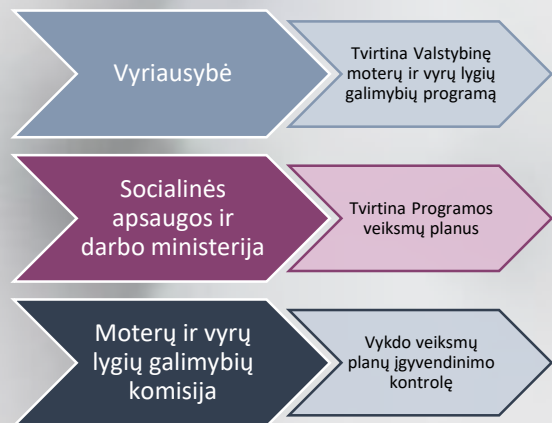 Vyriausybė
Tvirtina Valstybinę
moterų ir vyrų lygių
galimybių programą
Socialinės
apsaugos ir
darbo ministerija
Tvirtina Programos
veiksmų planus
Moterų ir vyrų
lygių galimybių
komisija
Vykdo veiksmų
planų įgyvendinimo
kontrolę